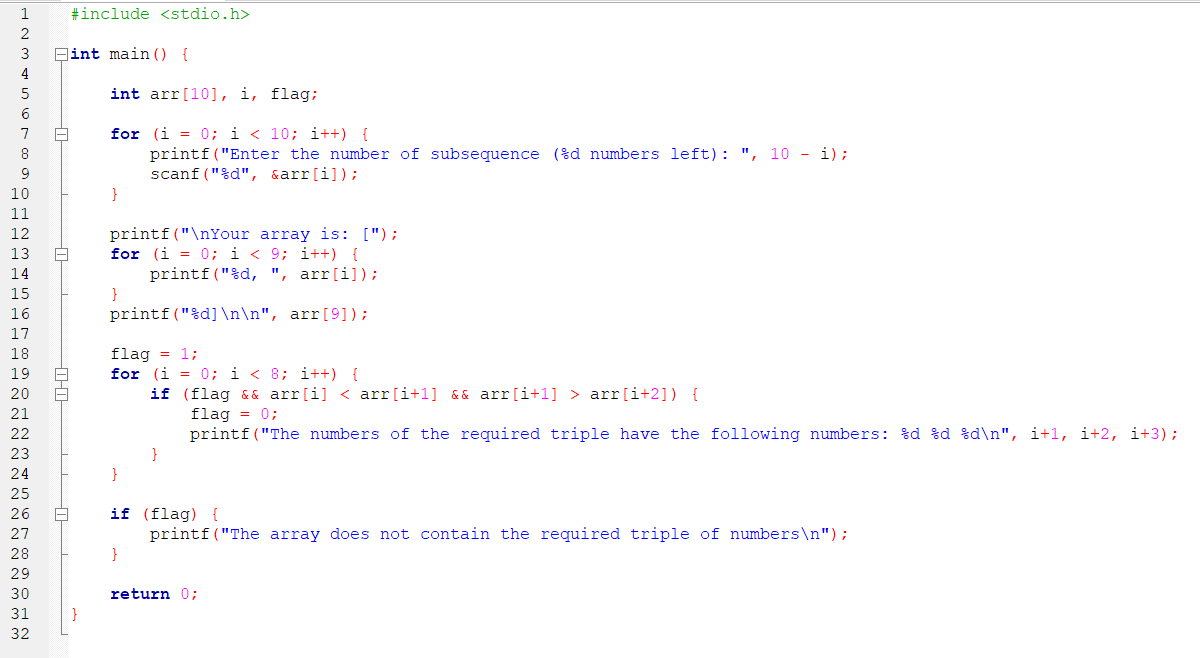 1 #include <stdio.h>
2
3 int main() {
4
5 int arr[10], i, flag;
6
7 for (i = 0; i < 10; i++) {
8 printf("Enter the number of subsequence (%d numbers left): ", 10 - i);
9 scanf("%d", &arr[i]);
10 }
11
12 printf("\nYour array is: [");
13 for (i = 0; i < 9; i++) {
14 printf("%d, ", arr[i]);
15 }
16 printf("%d]\n\n", arr[9]);
17
18 flag = 1;
19 for (i = 0; i < 8; i++) {
20 if (flag && arr[i] < arr[i+1] && arr[i+1] > arr[i+2]) {
21 flag = 0;
22 printf("The numbers of the required triple have the following numbers: %d %d %d\n", i+1, i+2, i+3);
23 }
24 }
25
26 if (flag) {
27 printf("The array does not contain the required triple of numbers\n");
28 }
29
30 return 0;
31 }
32